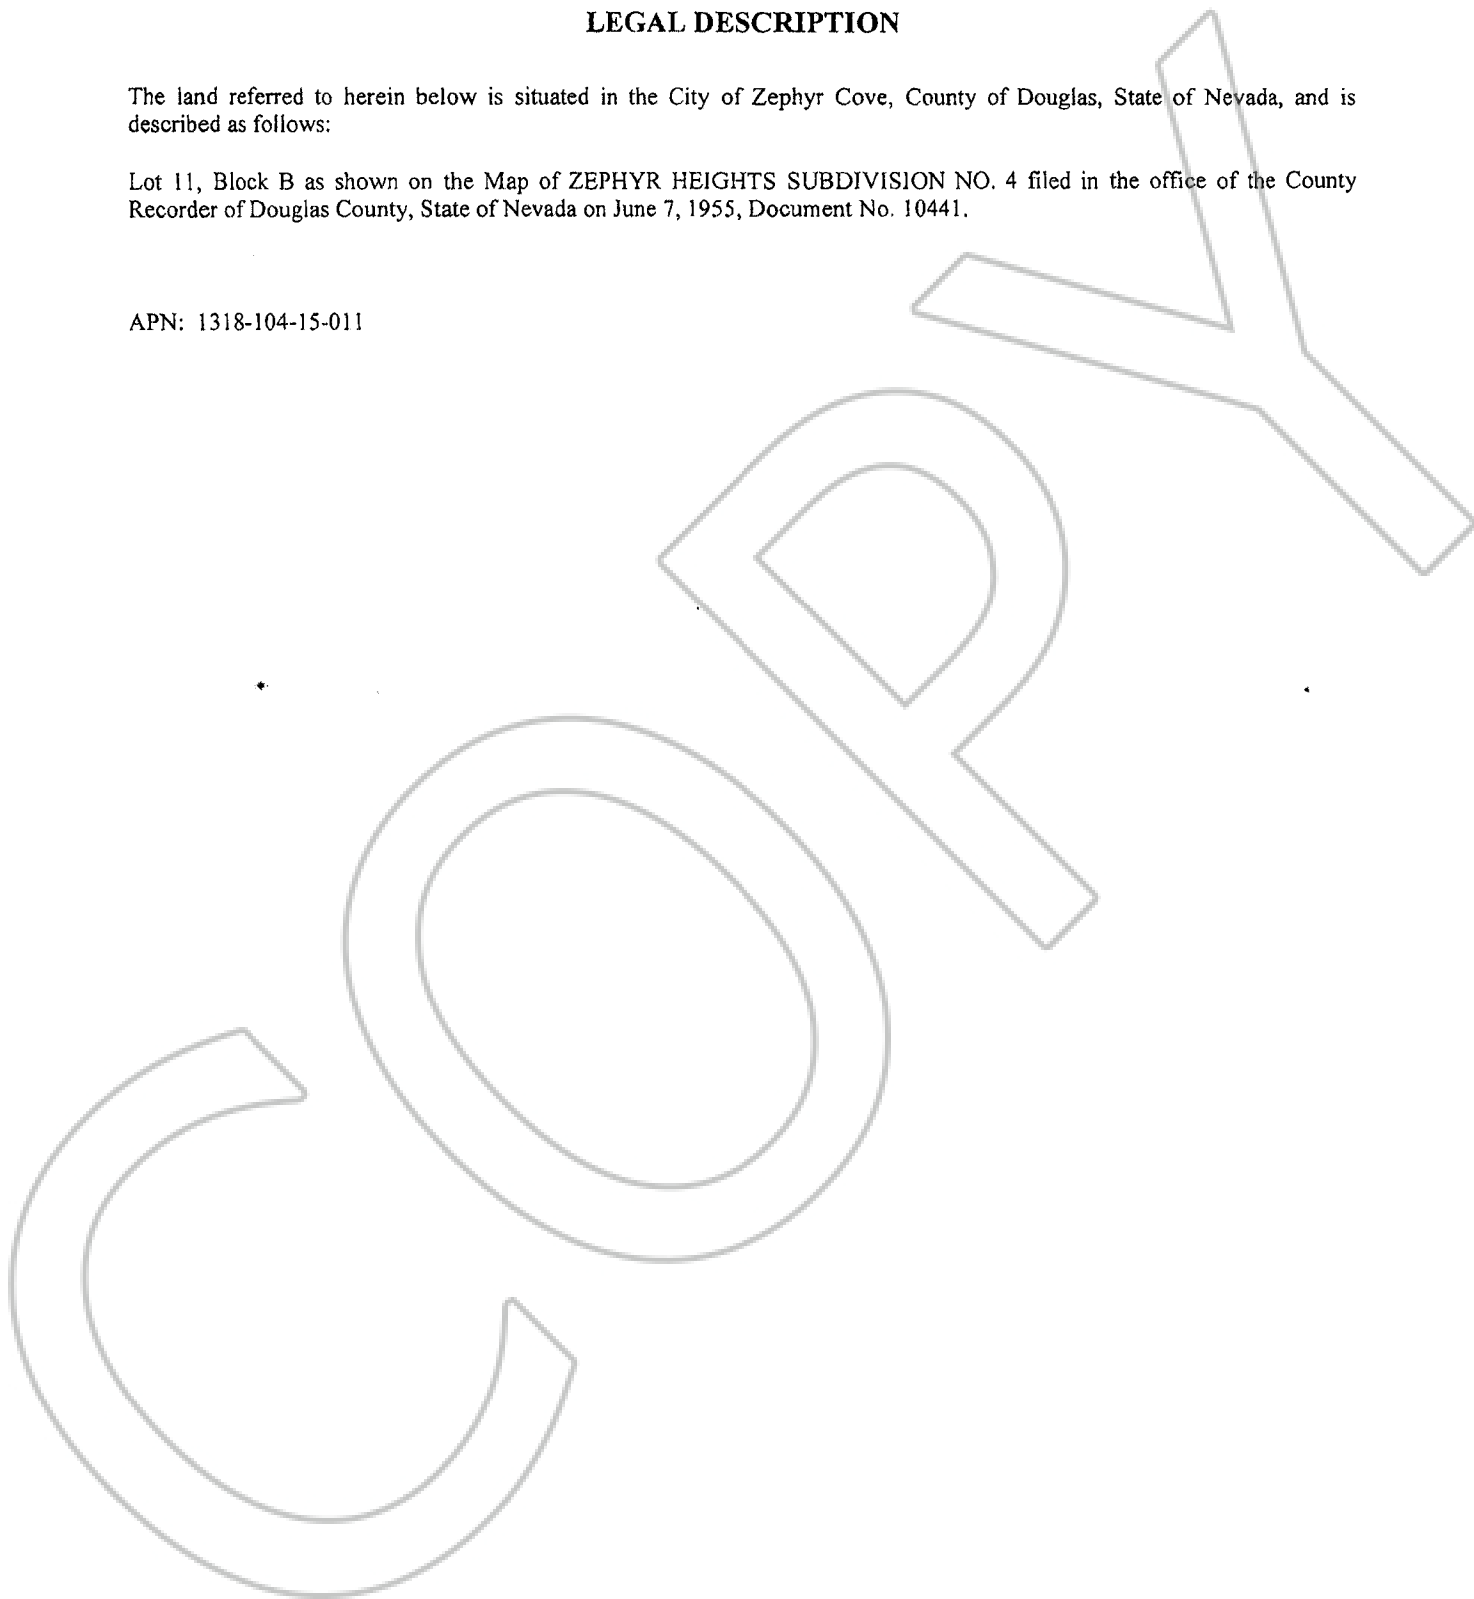 LEGAL DESCRIPTION
The land referred to herein below is situated in the City of Zephyr Cove, County of Douglas, State of Nevada, and is
described as follows:
Lot 11, Block B as shown on the Map of ZEPHYR HEIGHTS SUBDIVISION NO. 4 filed in the office of the County
Recorder of Douglas County, State of Nevada on June 7, 1955, Document No. 10441.
APN: 1318-104-15-011
COPY